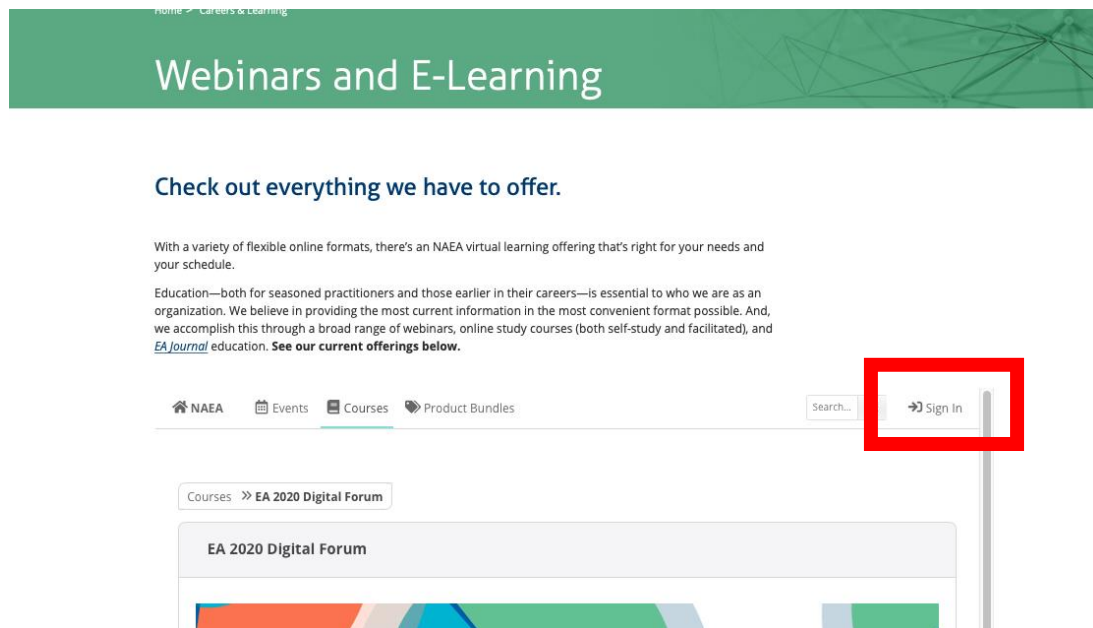 Home > Careers & Learning
Webinars and E-Learning
Check out everything we have to offer.
With a variety of flexible online formats, there's an NAEA virtual learning offering that's right for your needs and
your schedule.
Education—both for seasoned practitioners and those earlier in their careers—is essential to who we are as an
organization. We believe in providing the most current information in the most convenient format possible. And,
we accomplish this through a broad range of webinars, online study courses (both self-study and facilitated), and
EA Journal education. See our current offerings below.
NAEA Events Courses Product Bundles Search... Sign In
Courses » EA 2020 Digital Forum
EA 2020 Digital Forum